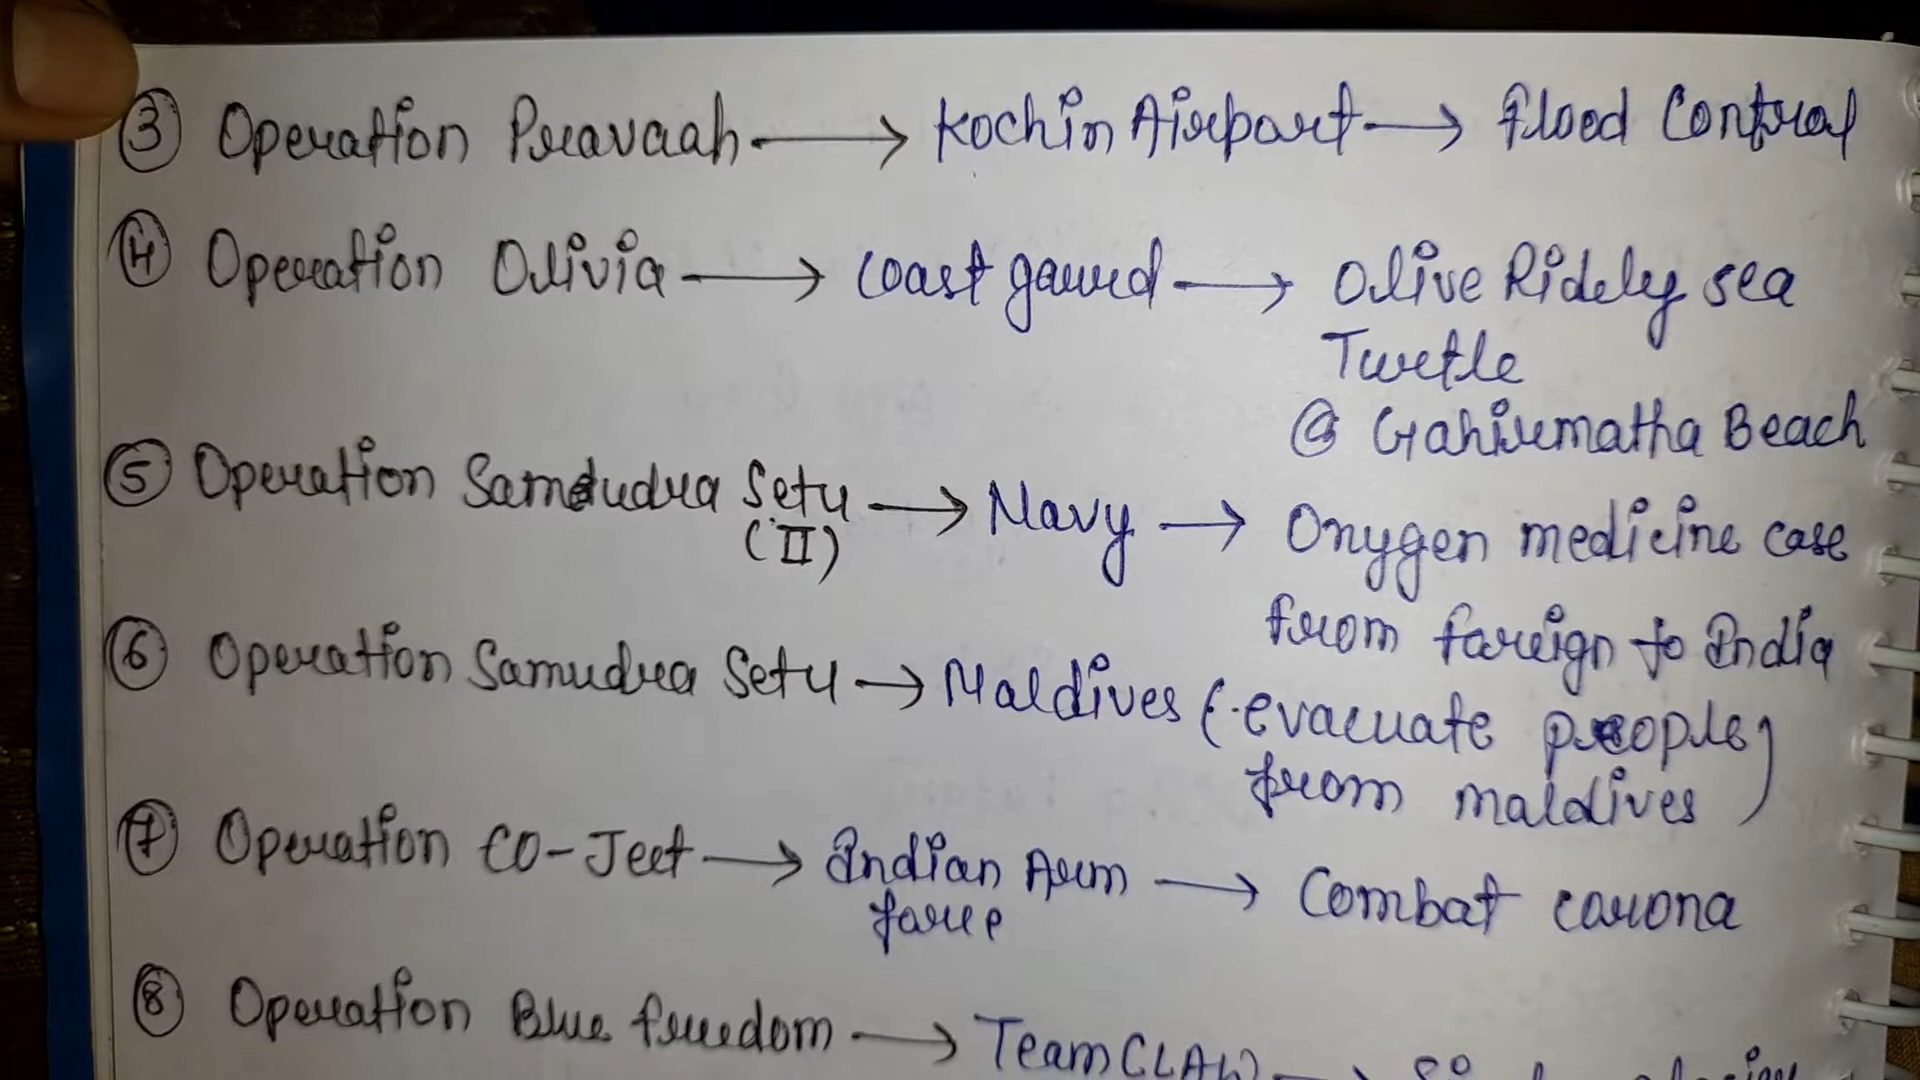 ③ Operation Pravaah → Kochin Airport → flood Control
④ Operation Olivia → Coast gaurd → Olive Ridely sea
Turtle
@ Gahirmatha Beach
⑤ Operation Samudra Setu → Navy → Oxygen medicine case
(II)
from foreign to India
⑥ Operation Samudra Setu → Maldives (evacuate people)
from maldives
⑦ Operation CO-Jeet → Indian Arm → Combat corona
force
⑧ Operation Blue freedom → Team CLAW →